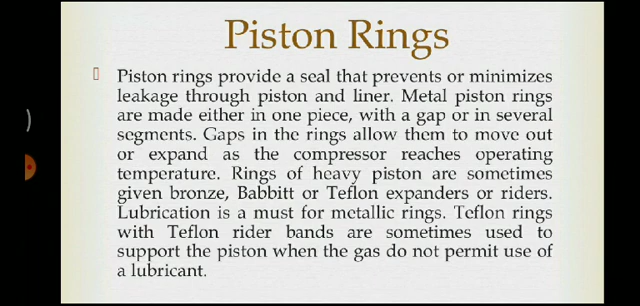 Piston Rings
Piston rings provide a seal that prevents or minimizes
leakage through piston and liner. Metal piston rings
are made either in one piece, with a gap or in several
segments. Gaps in the rings allow them to move out
or expand as the compressor reaches operating
temperature. Rings of heavy piston are sometimes
given bronze, Babbitt or Teflon expanders or riders.
Lubrication is a must for metallic rings. Teflon rings
with Teflon rider bands are sometimes used to
support the piston when the gas do not permit use of
a lubricant.